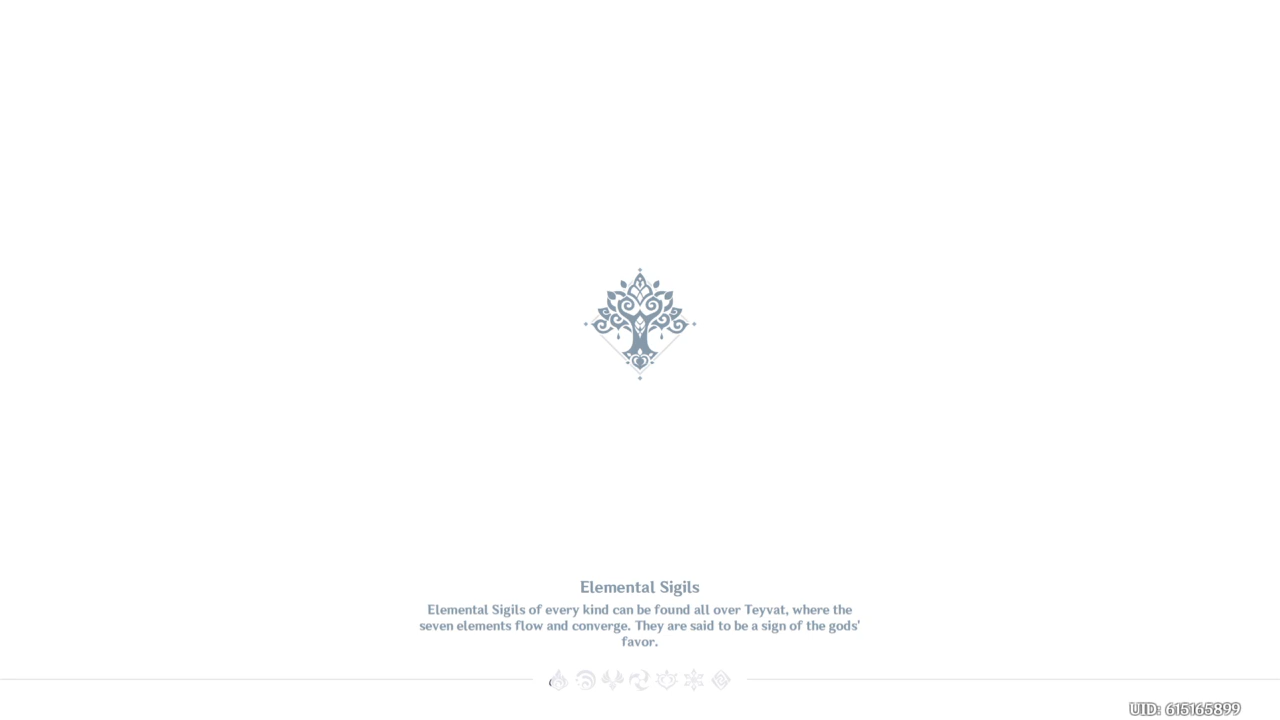 Elemental Sigils
Elemental Sigils of every kind can be found all over Teyvat, where the
seven elements flow and converge. They are said to be a sign of the gods'
favor.
UID: 615165899